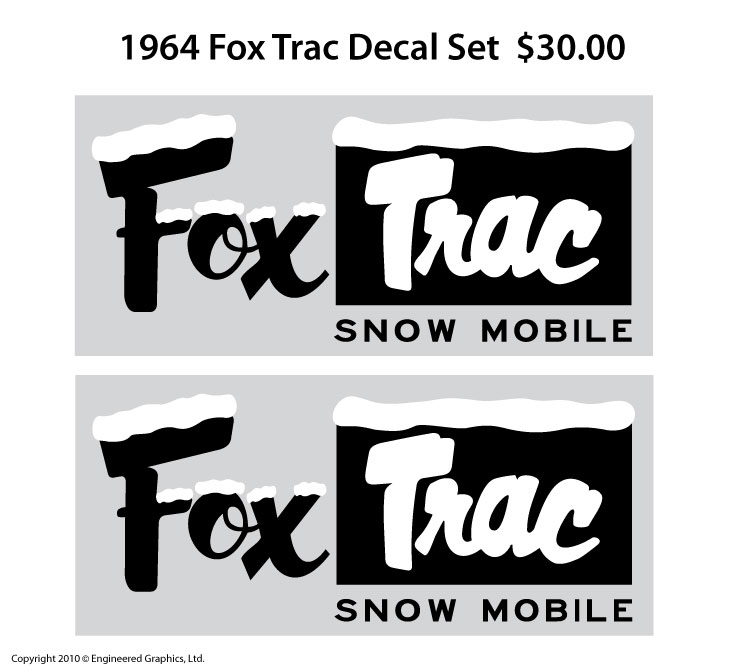 1964 Fox Trac Decal Set  $30.00
Fox Trac
SNOW MOBILE
Fox Trac
SNOW MOBILE
Copyright 2010 © Engineered Graphics, Ltd.